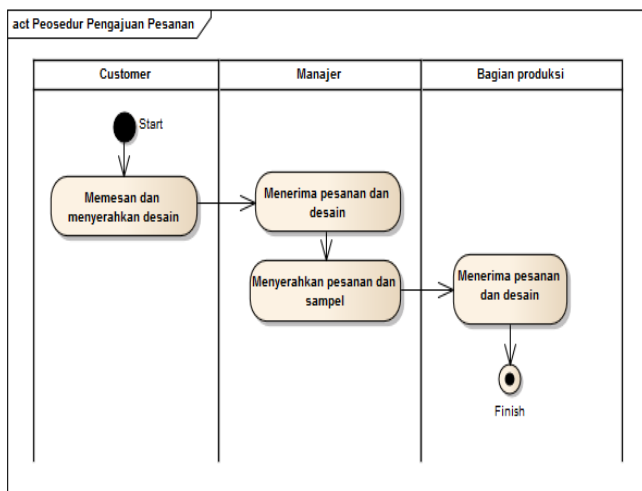 act Peosedur Pengajuan Pesanan
Customer
Manajer
Bagian produksi
Start
Memesan dan
menyerahkan desain
Menerima pesanan dan
desain
Menyerahkan pesanan dan
sampel
Menerima pesanan
dan desain
Finish